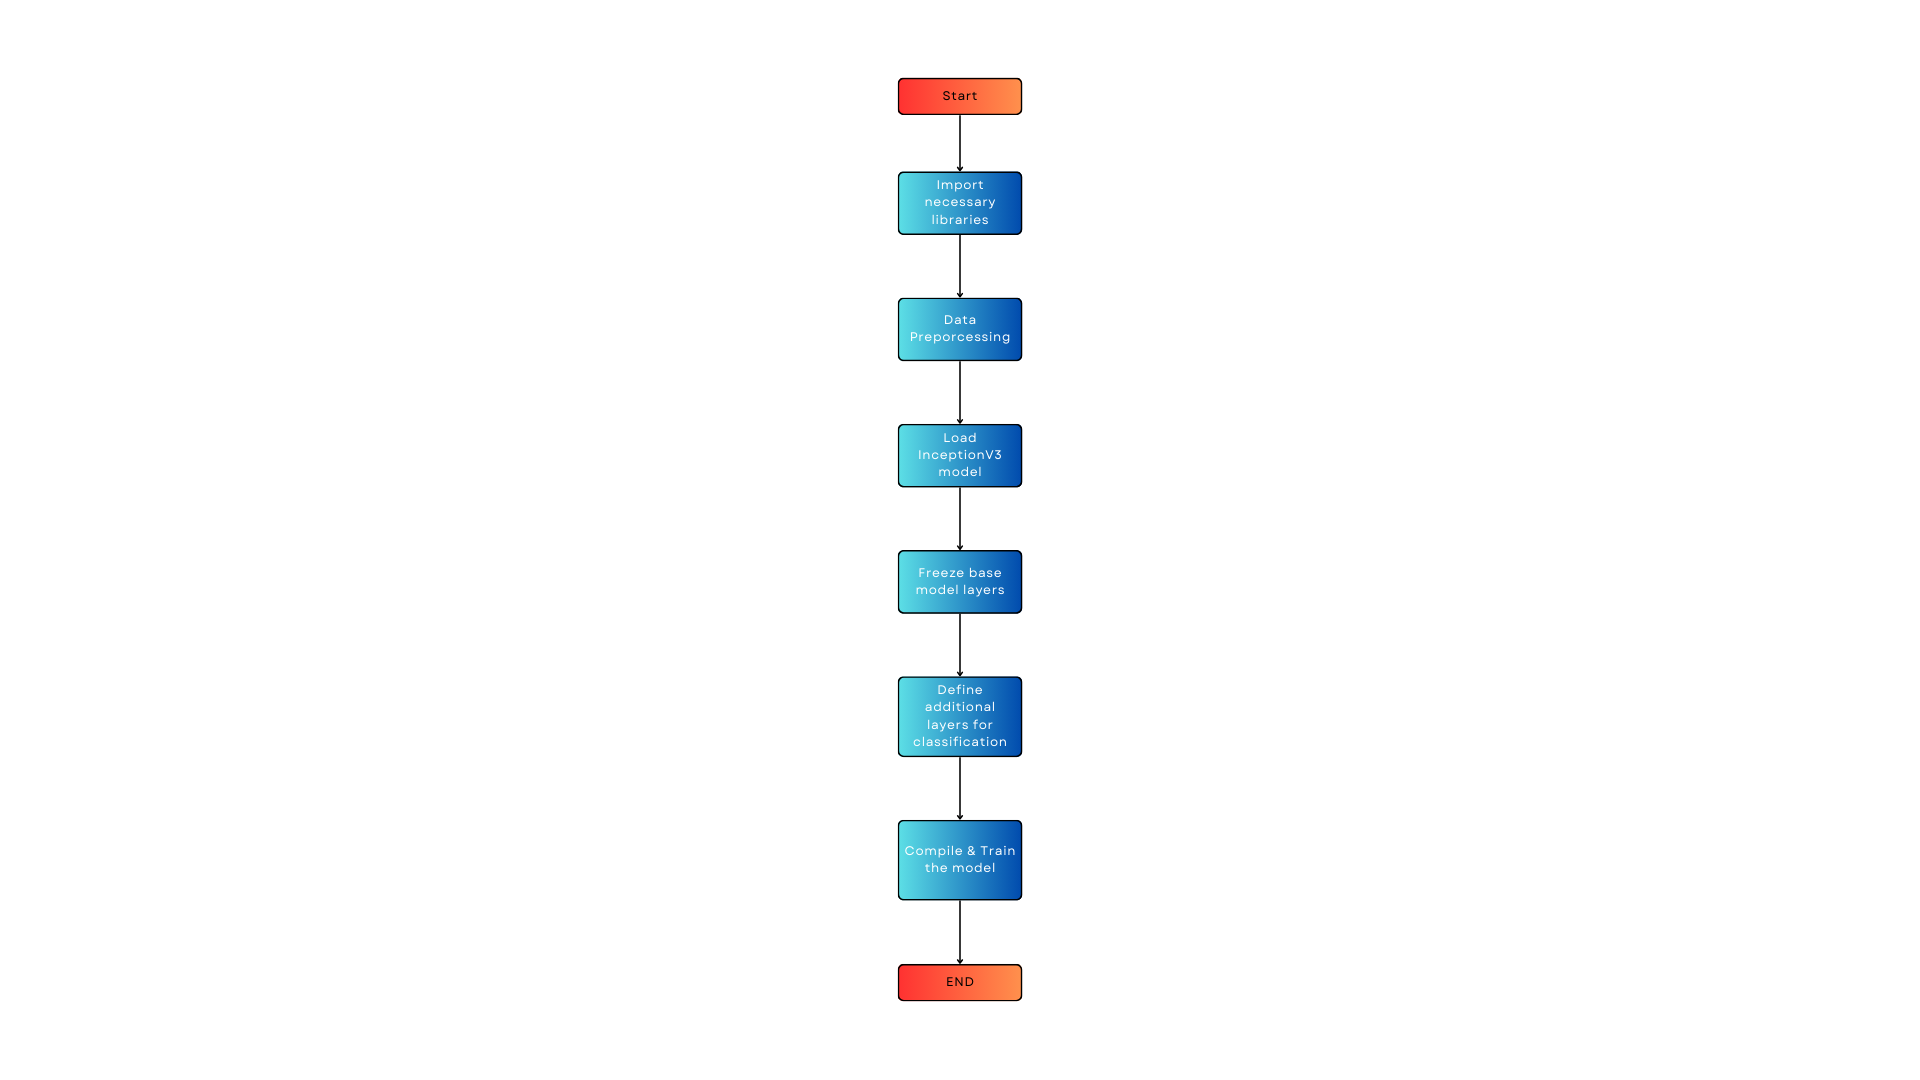 Start
Import
necessary
libraries
Data
Preporcessing
Load
InceptionV3
model
Freeze base
model layers
Define
additional
layers for
classification
Compile & Train
the model
END